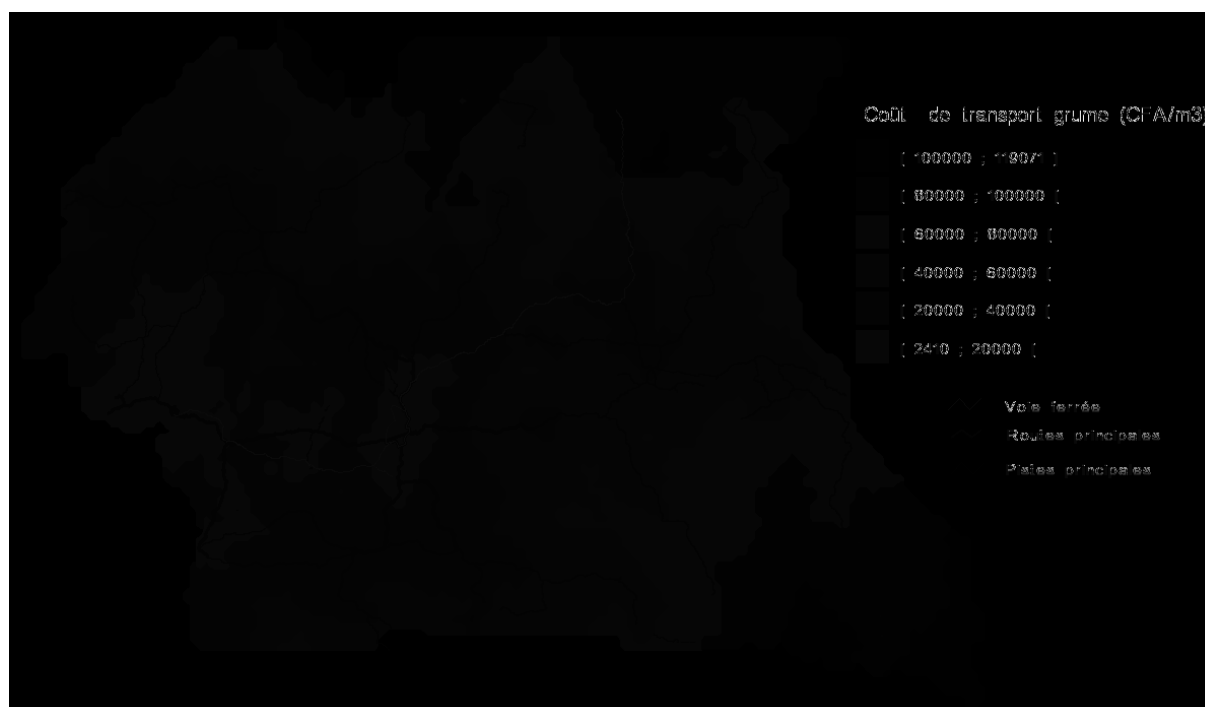 Coût de transport grume (CFA/m3)
[ 100000 ; 119071 ]
[ 80000 ; 100000 [
[ 60000 ; 80000 [
[ 40000 ; 60000 [
[ 20000 ; 40000 [
[ 2410 ; 20000 [
Voie ferrée
Routes principales
Pistes principales